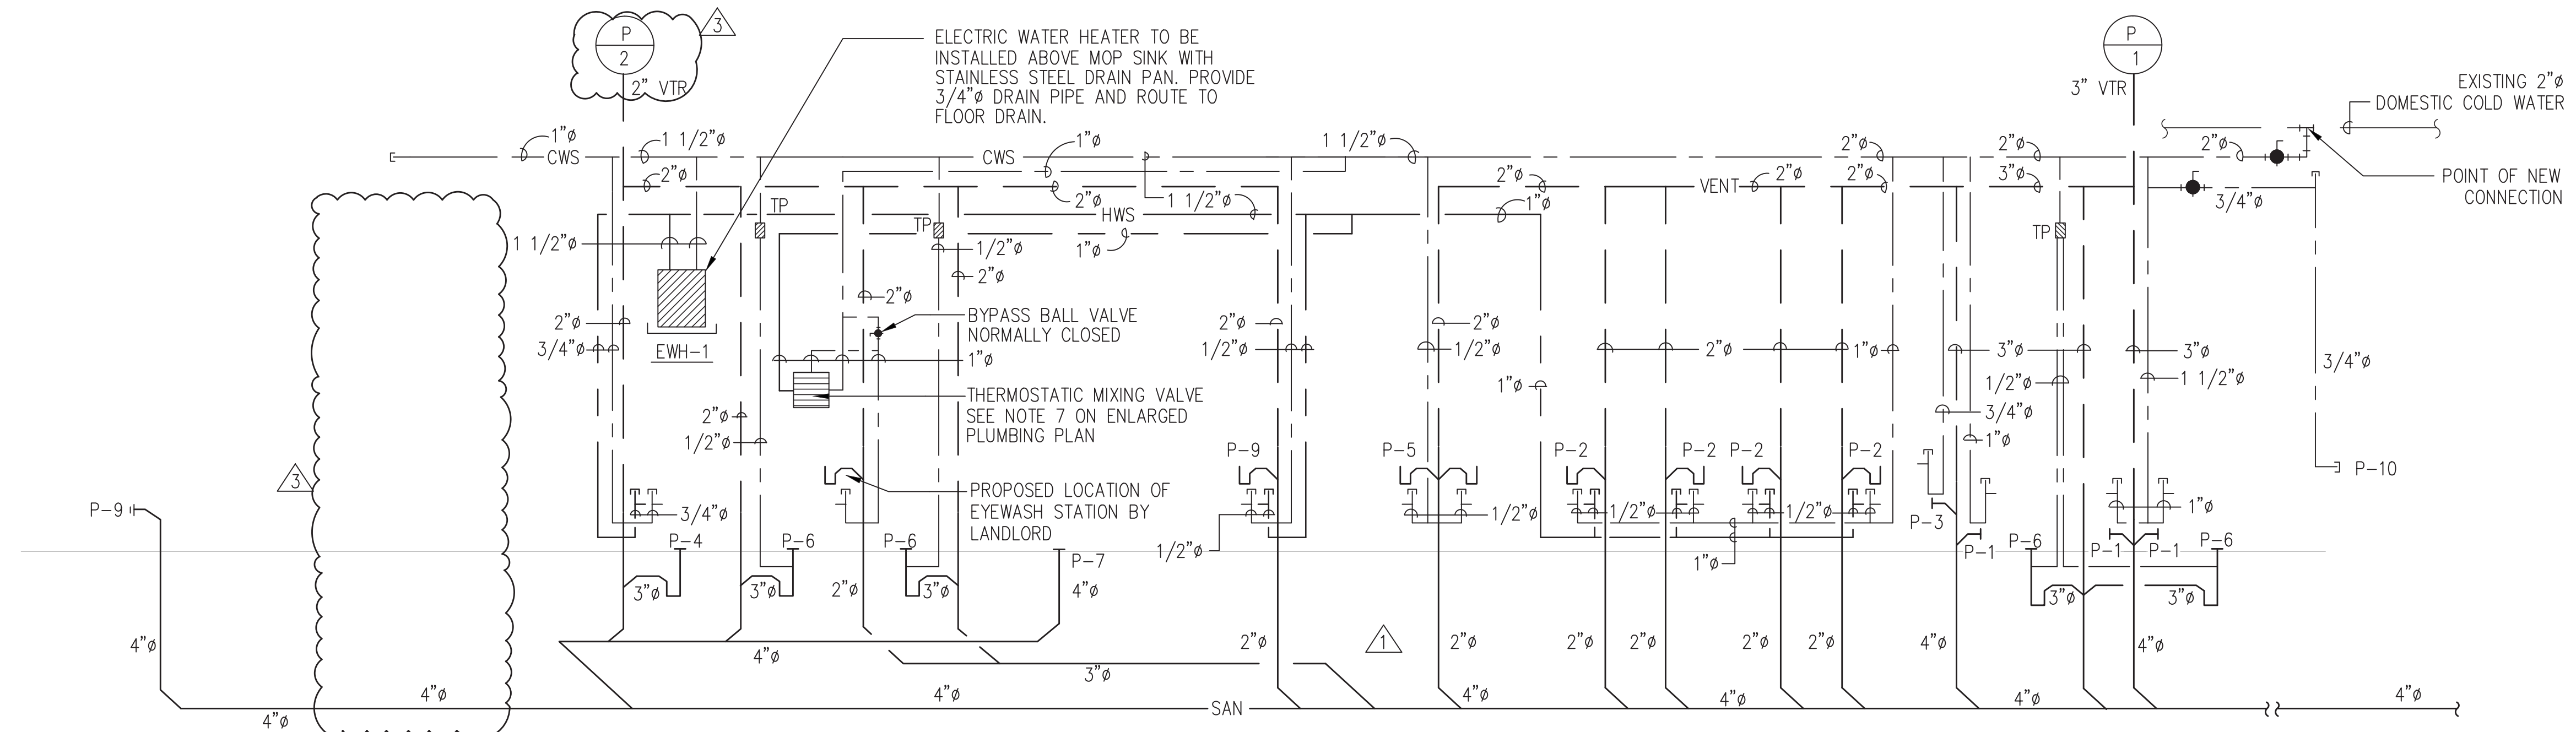 P
2
3
2" VTR
ELECTRIC WATER HEATER TO BE
INSTALLED ABOVE MOP SINK WITH
STAINLESS STEEL DRAIN PAN. PROVIDE
3/4"ø DRAIN PIPE AND ROUTE TO
FLOOR DRAIN.
P
1
3" VTR
EXISTING 2"ø
DOMESTIC COLD WATER
POINT OF NEW
CONNECTION
1"ø
CWS
1 1/2"ø
CWS
1"ø
1 1/2"ø
2"ø
2"ø
2"ø
2"ø
2"ø
1 1/2"ø
2"ø
VENT
2"ø
2"ø
3"ø
3/4"ø
TP
TP
HWS
1"ø
TP
1 1/2"ø
1/2"ø
1"ø
2"ø
2"ø
2"ø
3/4"ø
EWH-1
BYPASS BALL VALVE
NORMALLY CLOSED
1"ø
THERMOSTATIC MIXING VALVE
SEE NOTE 7 ON ENLARGED
PLUMBING PLAN
2"ø
1/2"ø
2"ø
1/2"ø
2"ø
1/2"ø
1"ø
2"ø
1"ø
3"ø
3"ø
1/2"ø
1 1/2"ø
3/4"ø
3/4"ø
1"ø
P-9
P-5
P-2
P-2
P-2
P-2
P-10
3
P-9
3/4"ø
PROPOSED LOCATION OF
EYEWASH STATION BY
LANDLORD
1/2"ø
1/2"ø
1/2"ø
1/2"ø
1"ø
P-3
1"ø
P-4
P-6
P-6
P-7
P-1
P-6
P-1
P-1
P-6
3"ø
3"ø
2"ø
3"ø
4"ø
3"ø
3"ø
4"ø
4"ø
3"ø
2"ø
1
2"ø
2"ø
2"ø
2"ø
2"ø
4"ø
4"ø
4"ø
4"ø
4"ø
SAN
4"ø
4"ø
4"ø
4"ø